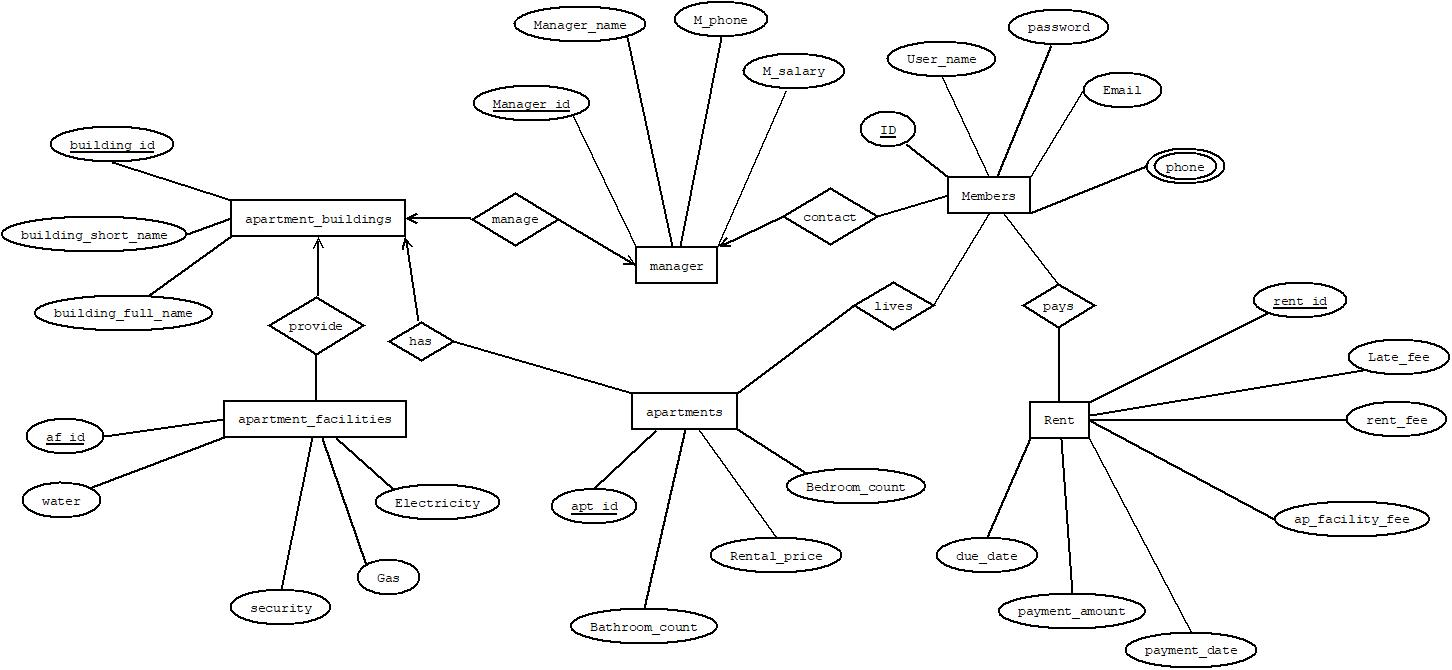 Manager_name
M_phone
password
User_name
M_salary
Email
Manager_id
ID
building_id
phone
Members
apartment_buildings
manage
contact
building_short_name
manager
rent_id
lives
pays
building_full_name
provide
has
Late_fee
apartments
apartment_facilities
Rent
rent_fee
af_id
Bedroom_count
water
Electricity
apt_id
ap_facility_fee
Rental_price
due_date
Gas
security
payment_amount
Bathroom_count
payment_date